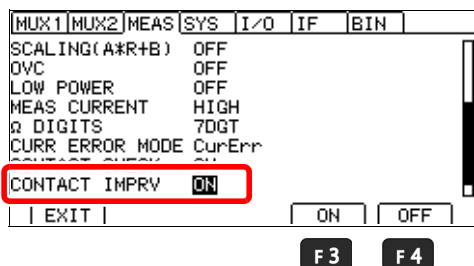 MUX1 MUX2 MEAS SYS I/O IF BIN
SCALING(A*R+B) OFF
OVC OFF
LOW POWER OFF
MEAS CURRENT HIGH
Ω DIGITS 7DGT
CURR ERROR MODE CurErr
CONTACT IMPRV ON
EXIT ON OFF
F3 F4